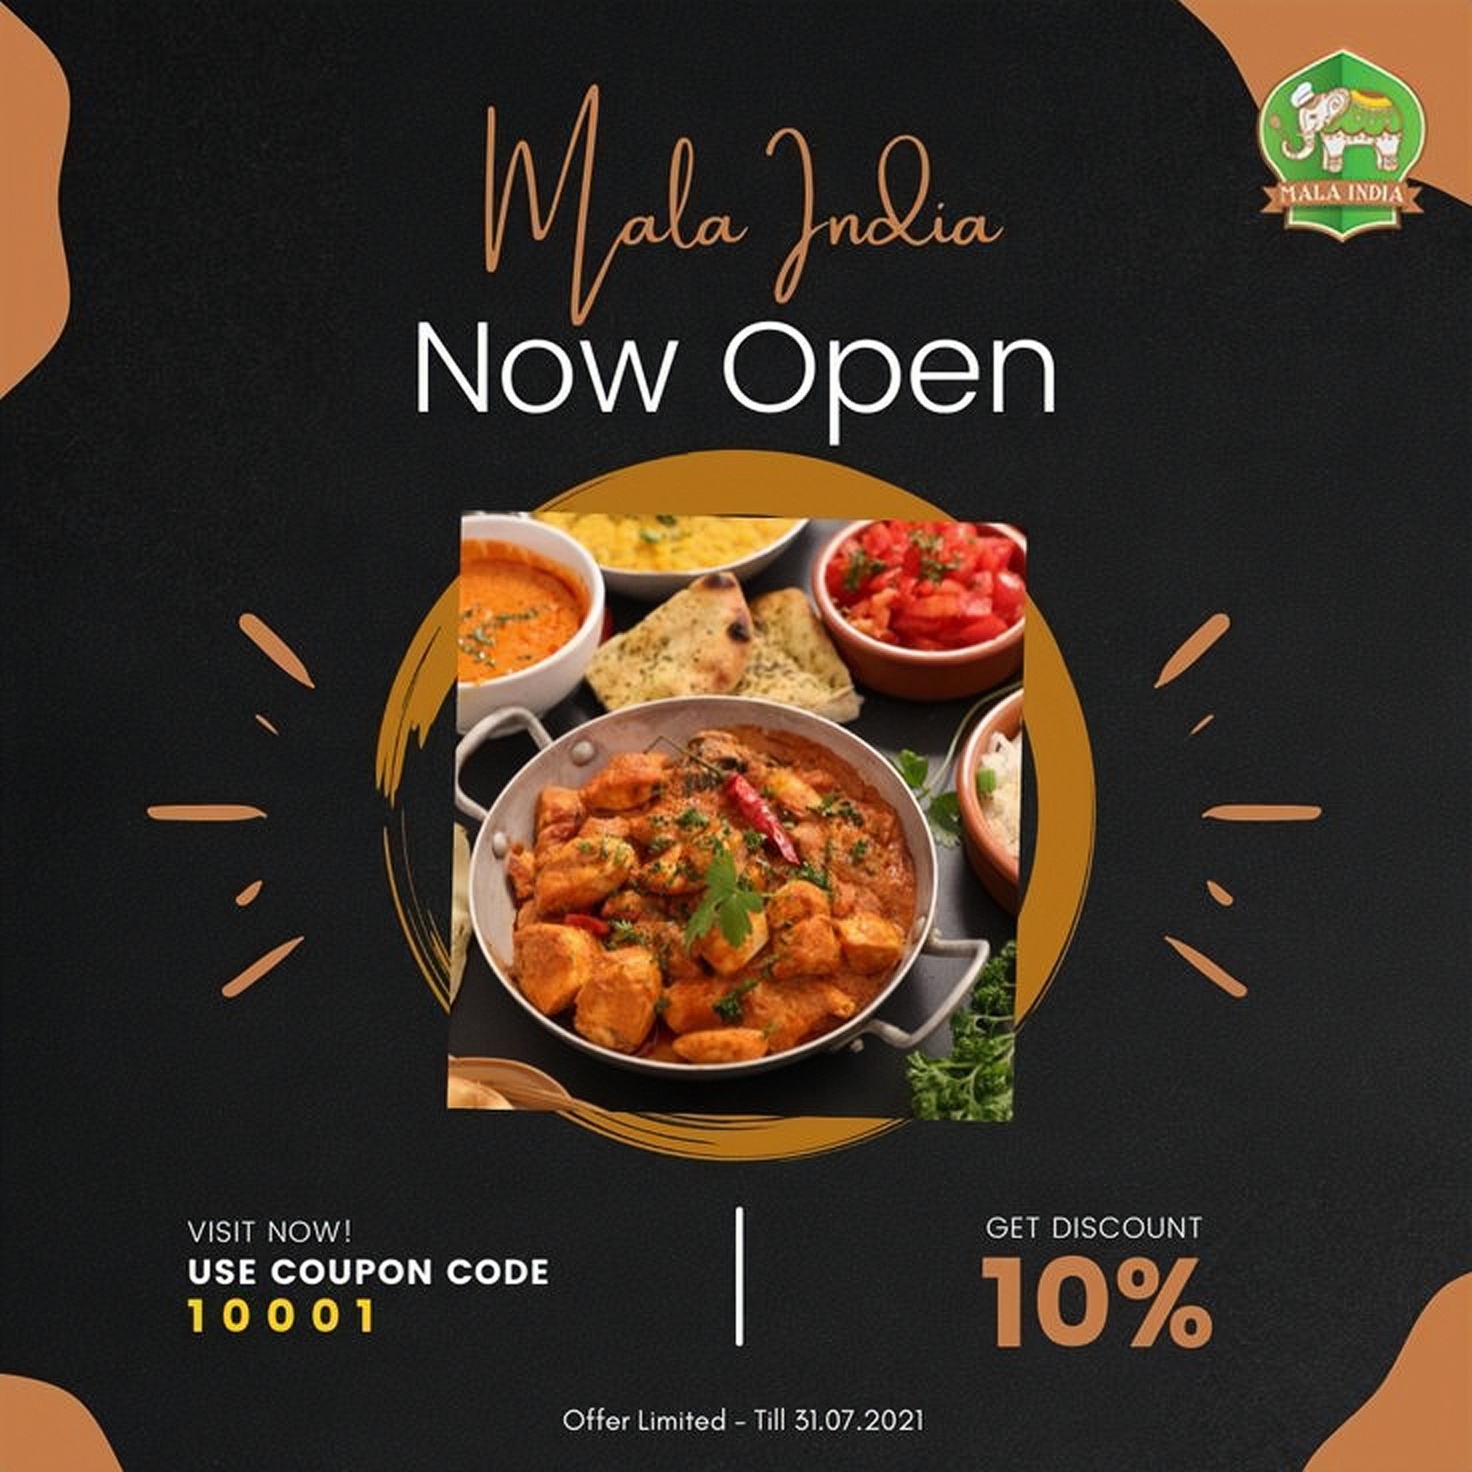 Mala India
MALA INDIA
Now Open
VISIT NOW!
USE COUPON CODE
10001
GET DISCOUNT
10%
Offer Limited - Till 31.07.2021